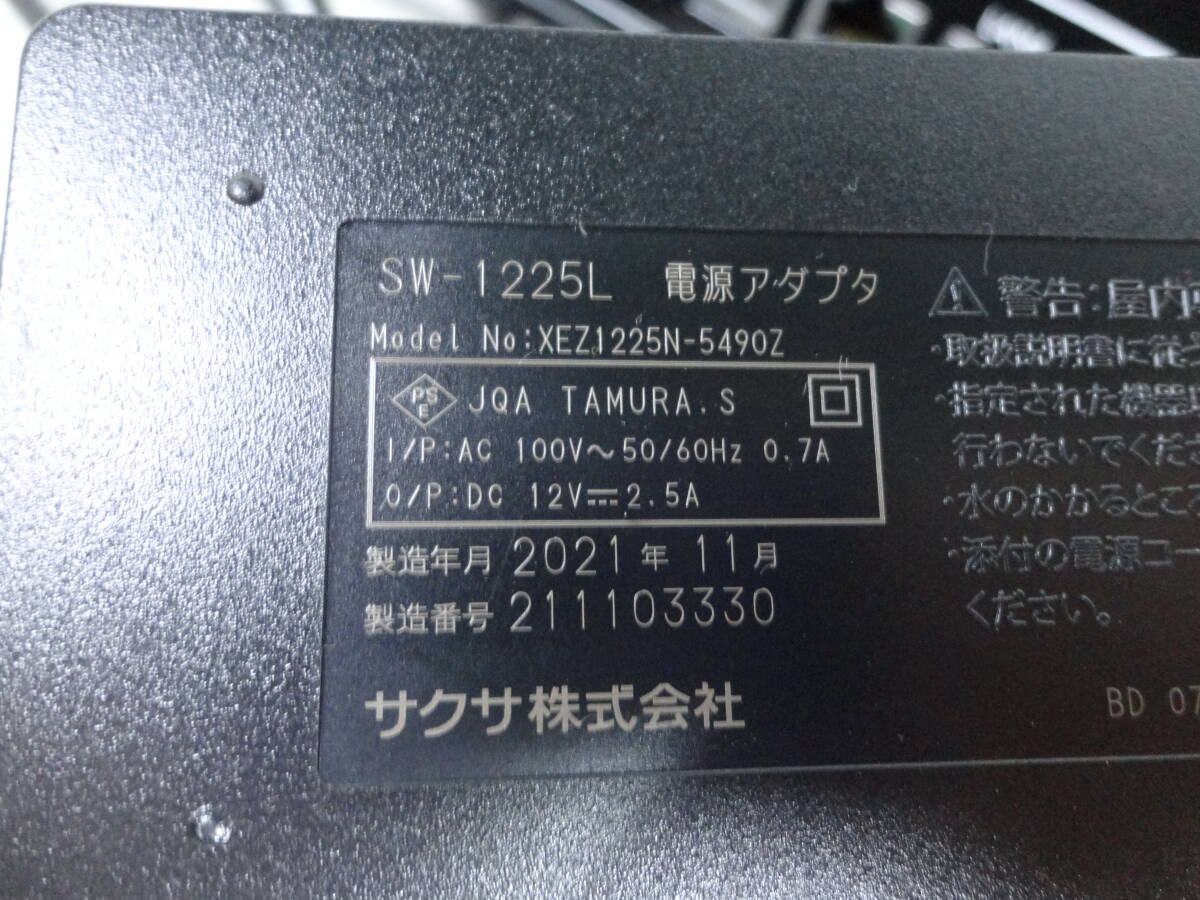 SW-1225L 電源アダプタ
Model No:XEZ1225N-5490Z
PS
E
JQA TAMURA.S
I/P:AC 100V～50/60Hz 0.7A
O/P:DC 12V⎓2.5A
製造年月 2021年 11月
製造番号 211103330
サクサ株式会社
警告:屋内
・取扱説明書に従っ
・指定された機器
行わないでくださ
・水のかかるところ
・添付の電源コー
ください。
BD 07